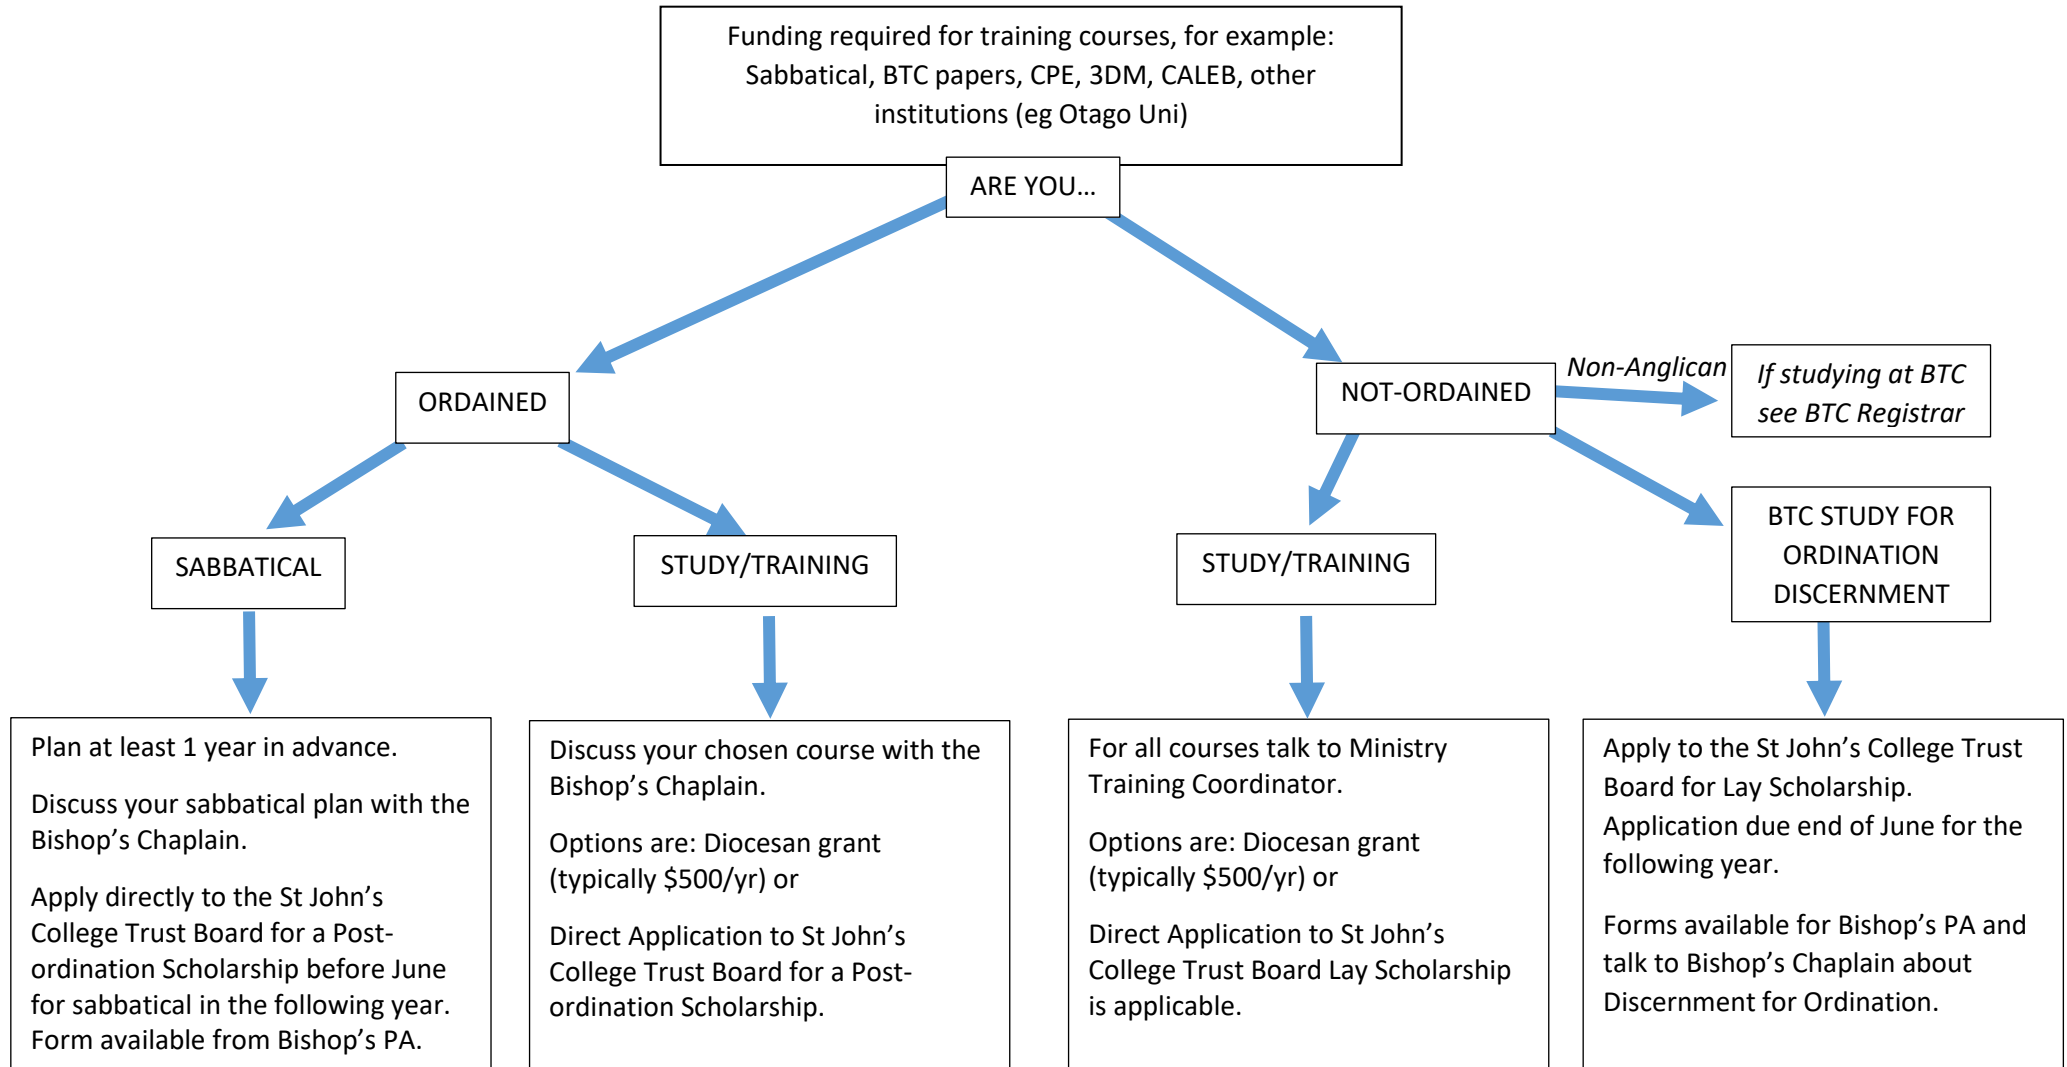 Funding required for training courses, for example:
Sabbatical, BTC papers, CPE, 3DM, CALEB, other
institutions (eg Otago Uni)
ARE YOU…
ORDAINED
NOT-ORDAINED
Non-Anglican
If studying at BTC
see BTC Registrar
SABBATICAL
STUDY/TRAINING
STUDY/TRAINING
BTC STUDY FOR
ORDINATION
DISCERNMENT
Plan at least 1 year in advance.
Discuss your sabbatical plan with the
Bishop’s Chaplain.
Apply directly to the St John’s
College Trust Board for a Post-
ordination Scholarship before June
for sabbatical in the following year.
Form available from Bishop’s PA.
Discuss your chosen course with the
Bishop’s Chaplain.
Options are: Diocesan grant
(typically $500/yr) or
Direct Application to St John’s
College Trust Board for a Post-
ordination Scholarship.
For all courses talk to Ministry
Training Coordinator.
Options are: Diocesan grant
(typically $500/yr) or
Direct Application to St John’s
College Trust Board Lay Scholarship
is applicable.
Apply to the St John’s College Trust
Board for Lay Scholarship.
Application due end of June for the
following year.
Forms available for Bishop’s PA and
talk to Bishop’s Chaplain about
Discernment for Ordination.